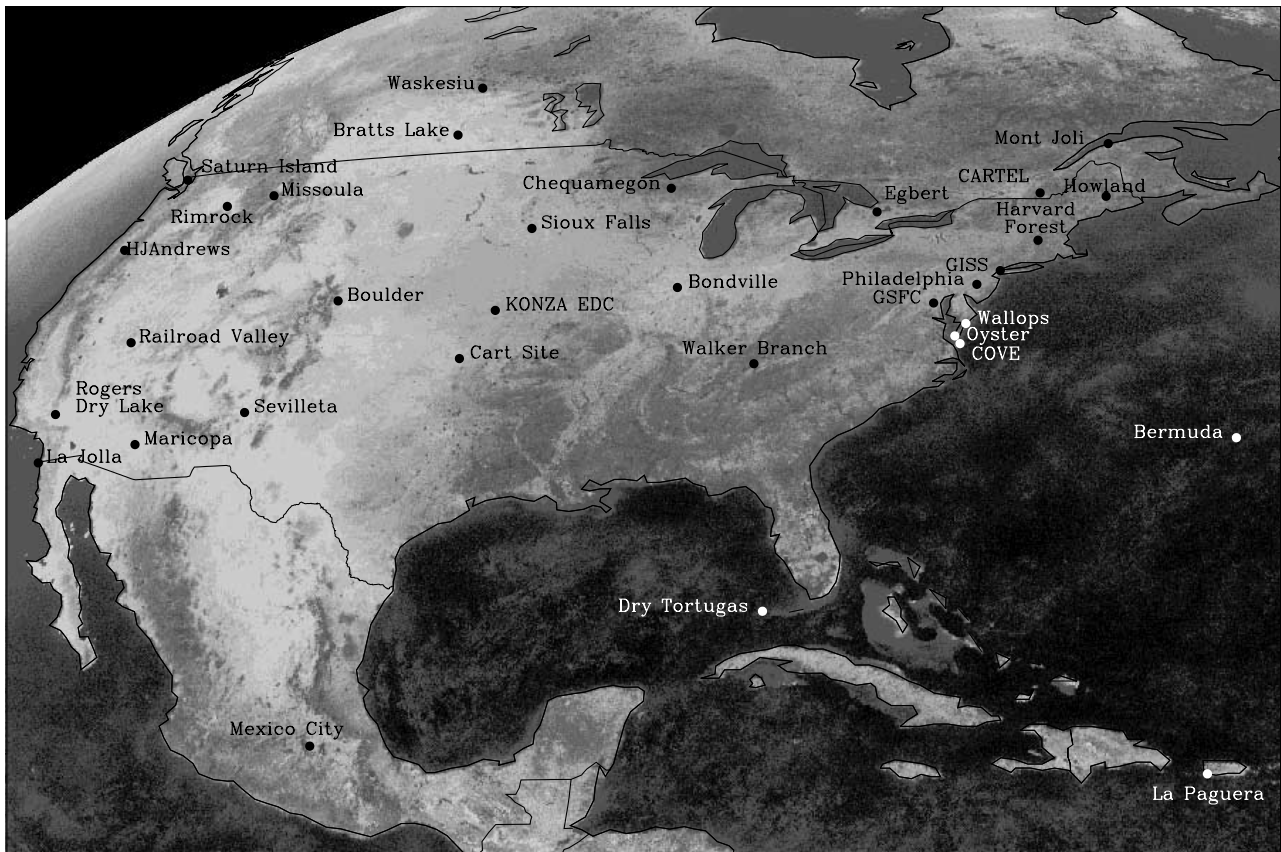 Waskesiu
Bratts Lake
Mont Joli
Saturn Island
Missoula
Chequamegon
CARTEL
Howland
Egbert
Rimrock
Sioux Falls
Harvard
Forest
HJAndrews
GISS
Philadelphia
GSFC
Bondville
Boulder
KONZA EDC
Wallops
Oyster
COVE
Railroad Valley
Cart Site
Walker Branch
Rogers
Dry Lake
Sevilleta
Maricopa
Bermuda
La Jolla
Dry Tortugas
Mexico City
La Paguera